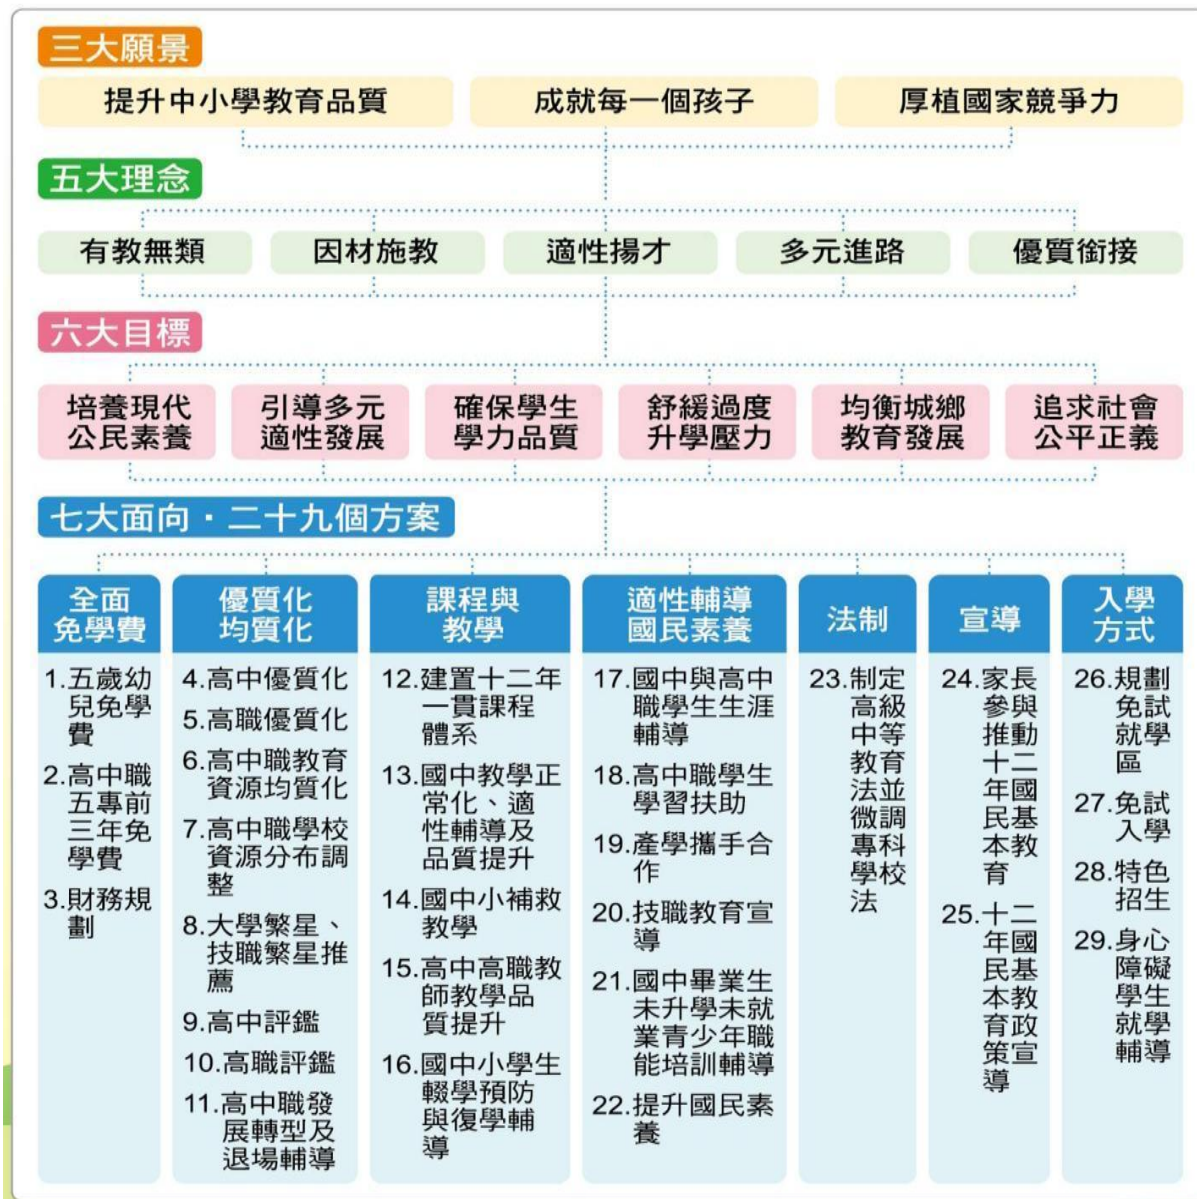 三大願景
提升中小學教育品質
成就每一個孩子
厚植國家競爭力
五大理念
有教無類
因材施教
適性揚才
多元進路
優質銜接
六大目標
培養現代
公民素養
引導多元
適性發展
確保學生
學力品質
舒緩過度
升學壓力
均衡城鄉
教育發展
追求社會
公平正義
七大面向・二十九個方案
全面
免學費
1.五歲幼
兒免學
費
2.高中職
五專前
三年免
學費
3.財務規
劃
優質化
均質化
4.高中優質化
5.高職優質化
6.高中職教育
資源均質化
7.高中職學校
資源分布調
整
8.大學繁星、
技職繁星推
薦
9.高中評鑑
10.高職評鑑
11.高中職發
展轉型及
退場輔導
課程與
教學
12.建置十二年
一貫課程
體系
13.國中教學正
常化、適
性輔導及
品質提升
14.國中小補救
教學
15.高中高職教
師教學品
質提升
16.國中小學生
輟學預防
與復學輔
導
適性輔導
國民素養
17.國中與高中
職學生生涯
輔導
18.高中職學生
學習扶助
19.產學攜手合
作
20.技職教育宣
導
21.國中畢業生
未升學未就
業青少年職
能培訓輔導
22.提升國民素
養
法制
23.制定
高級
中等
教育
法並
微調
專科
學校
法
宣導
24.家長
參與
推動
十二
年國
民基
本教
育
25.十二
年國
民基
本教
育政
策宣
導
入學
方式
26.規劃
免試
就學
區
27.免試
入學
28.特色
招生
29.身心
障礙
學生
就學
輔導